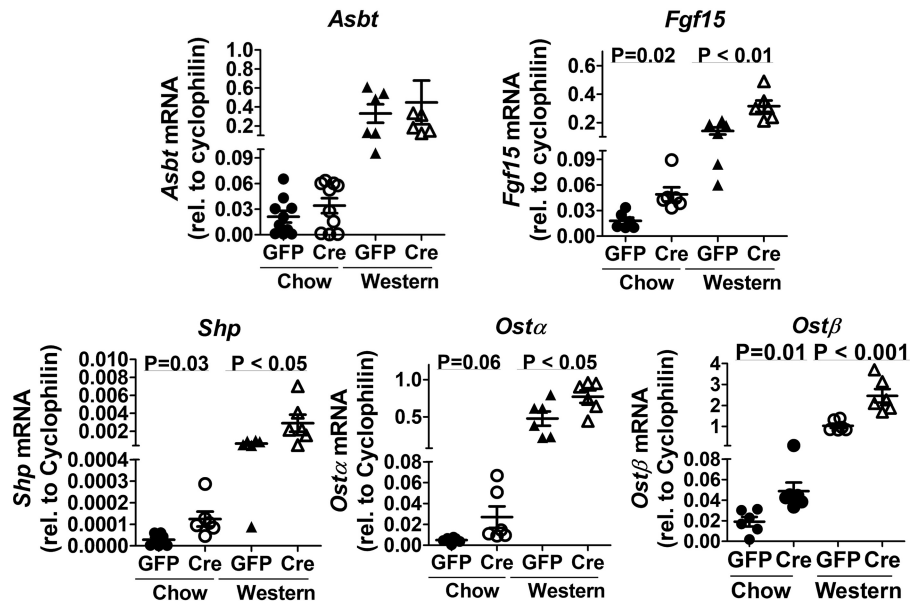 Asbt
Asbt mRNA
(rel. to cyclophilin)
1.0
0.8
0.6
0.4
0.2
0.09
0.06
0.03
0.00
GFP Cre GFP Cre
Chow Western
Fgf15
P=0.02 P < 0.01
Fgf15 mRNA
(rel. to cyclophilin)
0.6
0.4
0.2
0.09
0.06
0.03
0.00
GFP Cre GFP Cre
Chow Western
Shp
P=0.03 P < 0.05
Shp mRNA
(rel. to Cyclophilin)
0.010
0.008
0.006
0.004
0.002
0.0004
0.0003
0.0002
0.0001
0.0000
GFP Cre GFP Cre
Chow Western
Ostα
P=0.06 P < 0.05
Ostα mRNA
(rel. to Cyclophilin)
1.0
0.5
0.08
0.06
0.04
0.02
0.00
GFP Cre GFP Cre
Chow Western
Ostβ
P=0.01 P < 0.001
Ostβ mRNA
(rel. to Cyclophilin)
4
3
2
1
0.08
0.06
0.04
0.02
0.00
GFP Cre GFP Cre
Chow Western